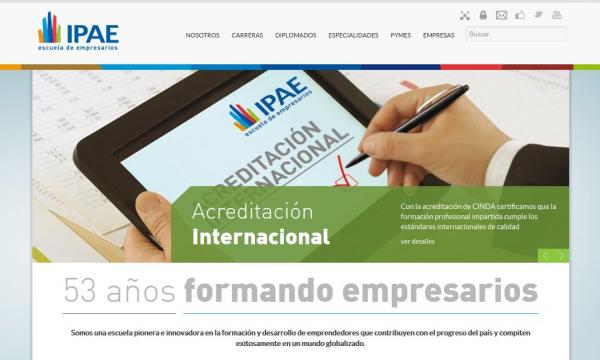 IPAE
escuela de empresarios
NOSOTROS CARRERAS DIPLOMADOS ESPECIALIDADES PYMES EMPRESAS
Buscar
IPAE
escuela de empresarios
ACREDITACIÓN
INTERNACIONAL
Acreditación
Internacional
Con la acreditación de CINDA certificamos que la
formación profesional impartida cumple los
estándares internacionales de calidad.
ver detalles
53 años formando empresarios
Somos una escuela pionera e innovadora en la formación y desarrollo de emprendedores que contribuyen con el progreso del país y compiten
exitosamente en un mundo globalizado.